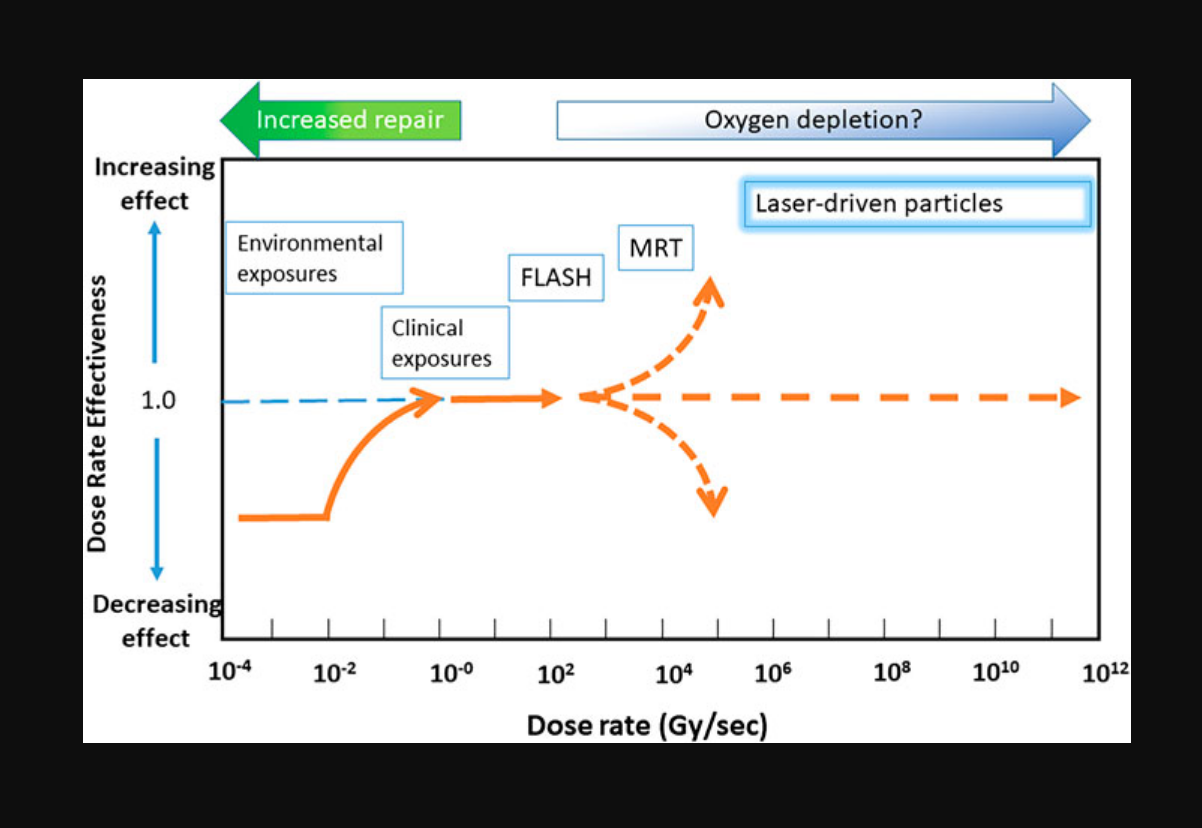 Increased repair
Oxygen depletion?
Increasing
effect
Laser-driven particles
Environmental
exposures
MRT
FLASH
Clinical
exposures
Dose Rate Effectiveness
1.0
Decreasing
effect
10⁻⁴ 10⁻² 10⁻⁰ 10² 10⁴ 10⁶ 10⁸ 10¹⁰ 10¹²
Dose rate (Gy/sec)